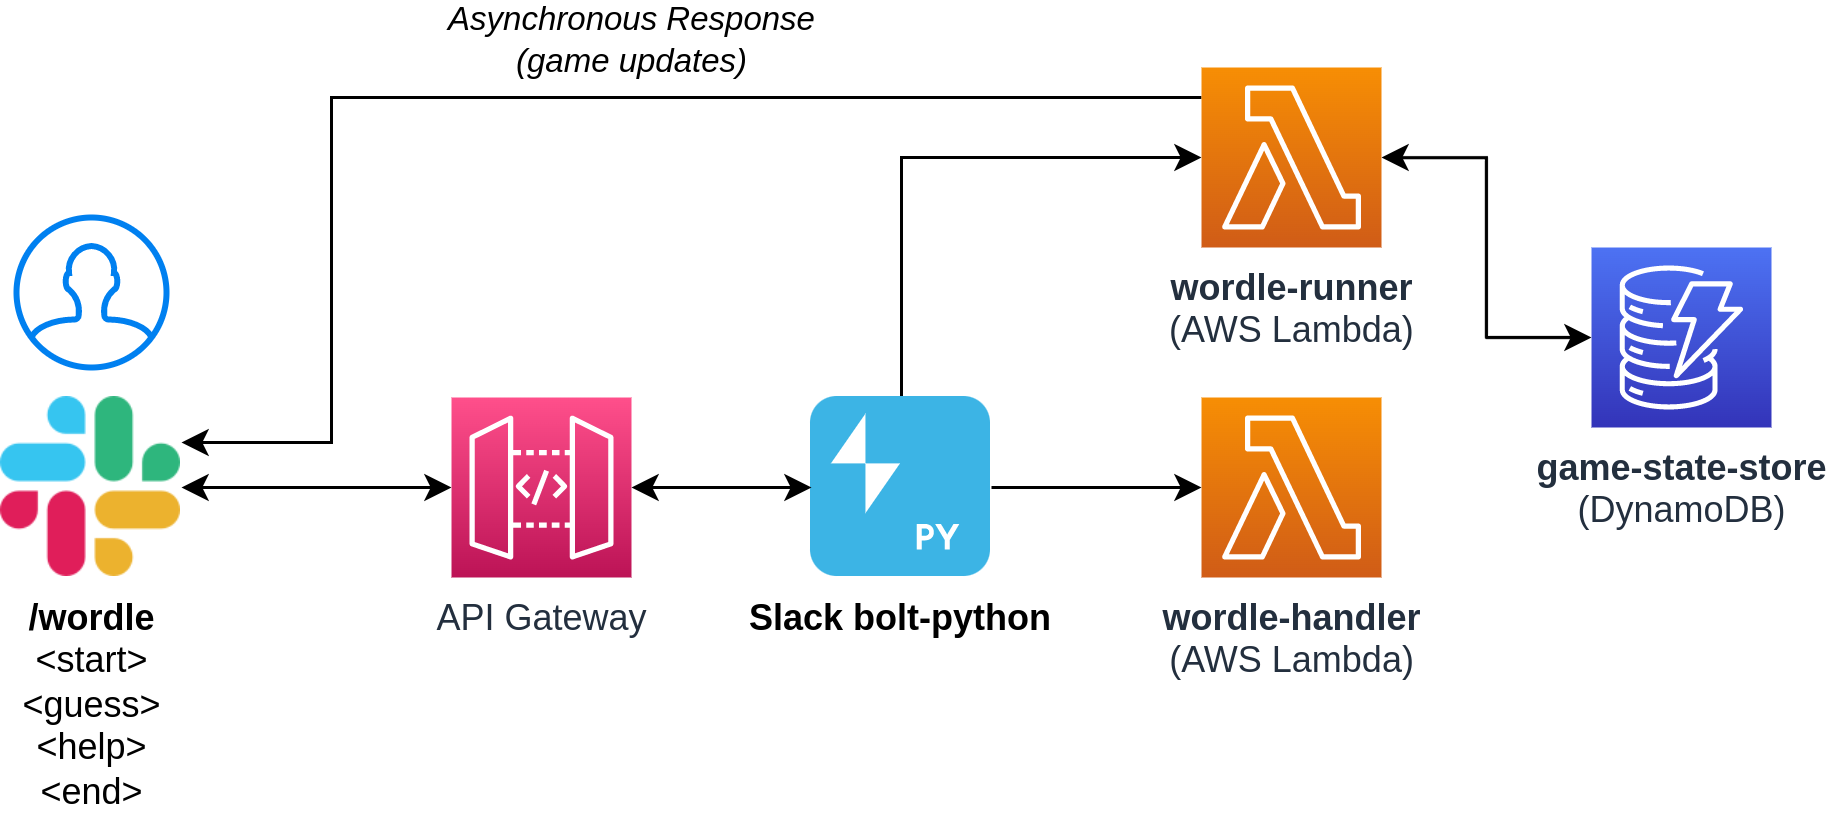 Asynchronous Response
(game updates)
wordle-runner
(AWS Lambda)
game-state-store
(DynamoDB)
</>
PY
/wordle
<start>
<guess>
<help>
<end>
API Gateway
Slack bolt-python
wordle-handler
(AWS Lambda)